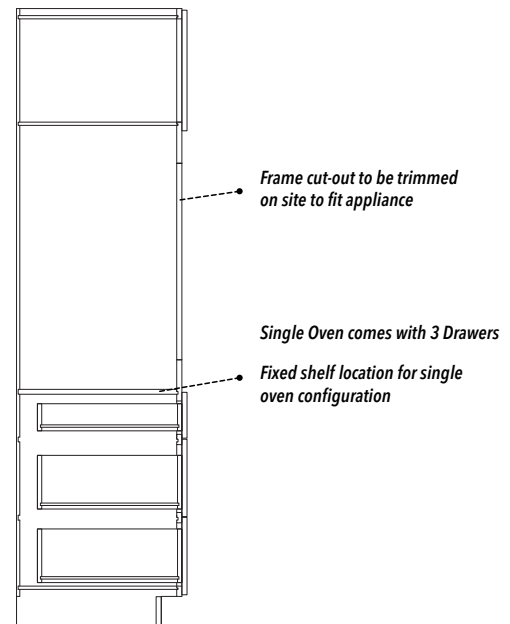 Frame cut-out to be trimmed
on site to fit appliance
Single Oven comes with 3 Drawers
Fixed shelf location for single
oven configuration